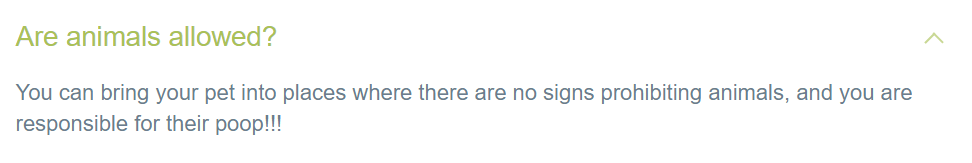 Are animals allowed?
You can bring your pet into places where there are no signs prohibiting animals, and you are
responsible for their poop!!!